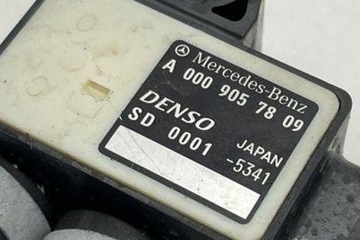 Mercedes-Benz
A 000 905 78 09
DENSO JAPAN
SD 0001 -5341